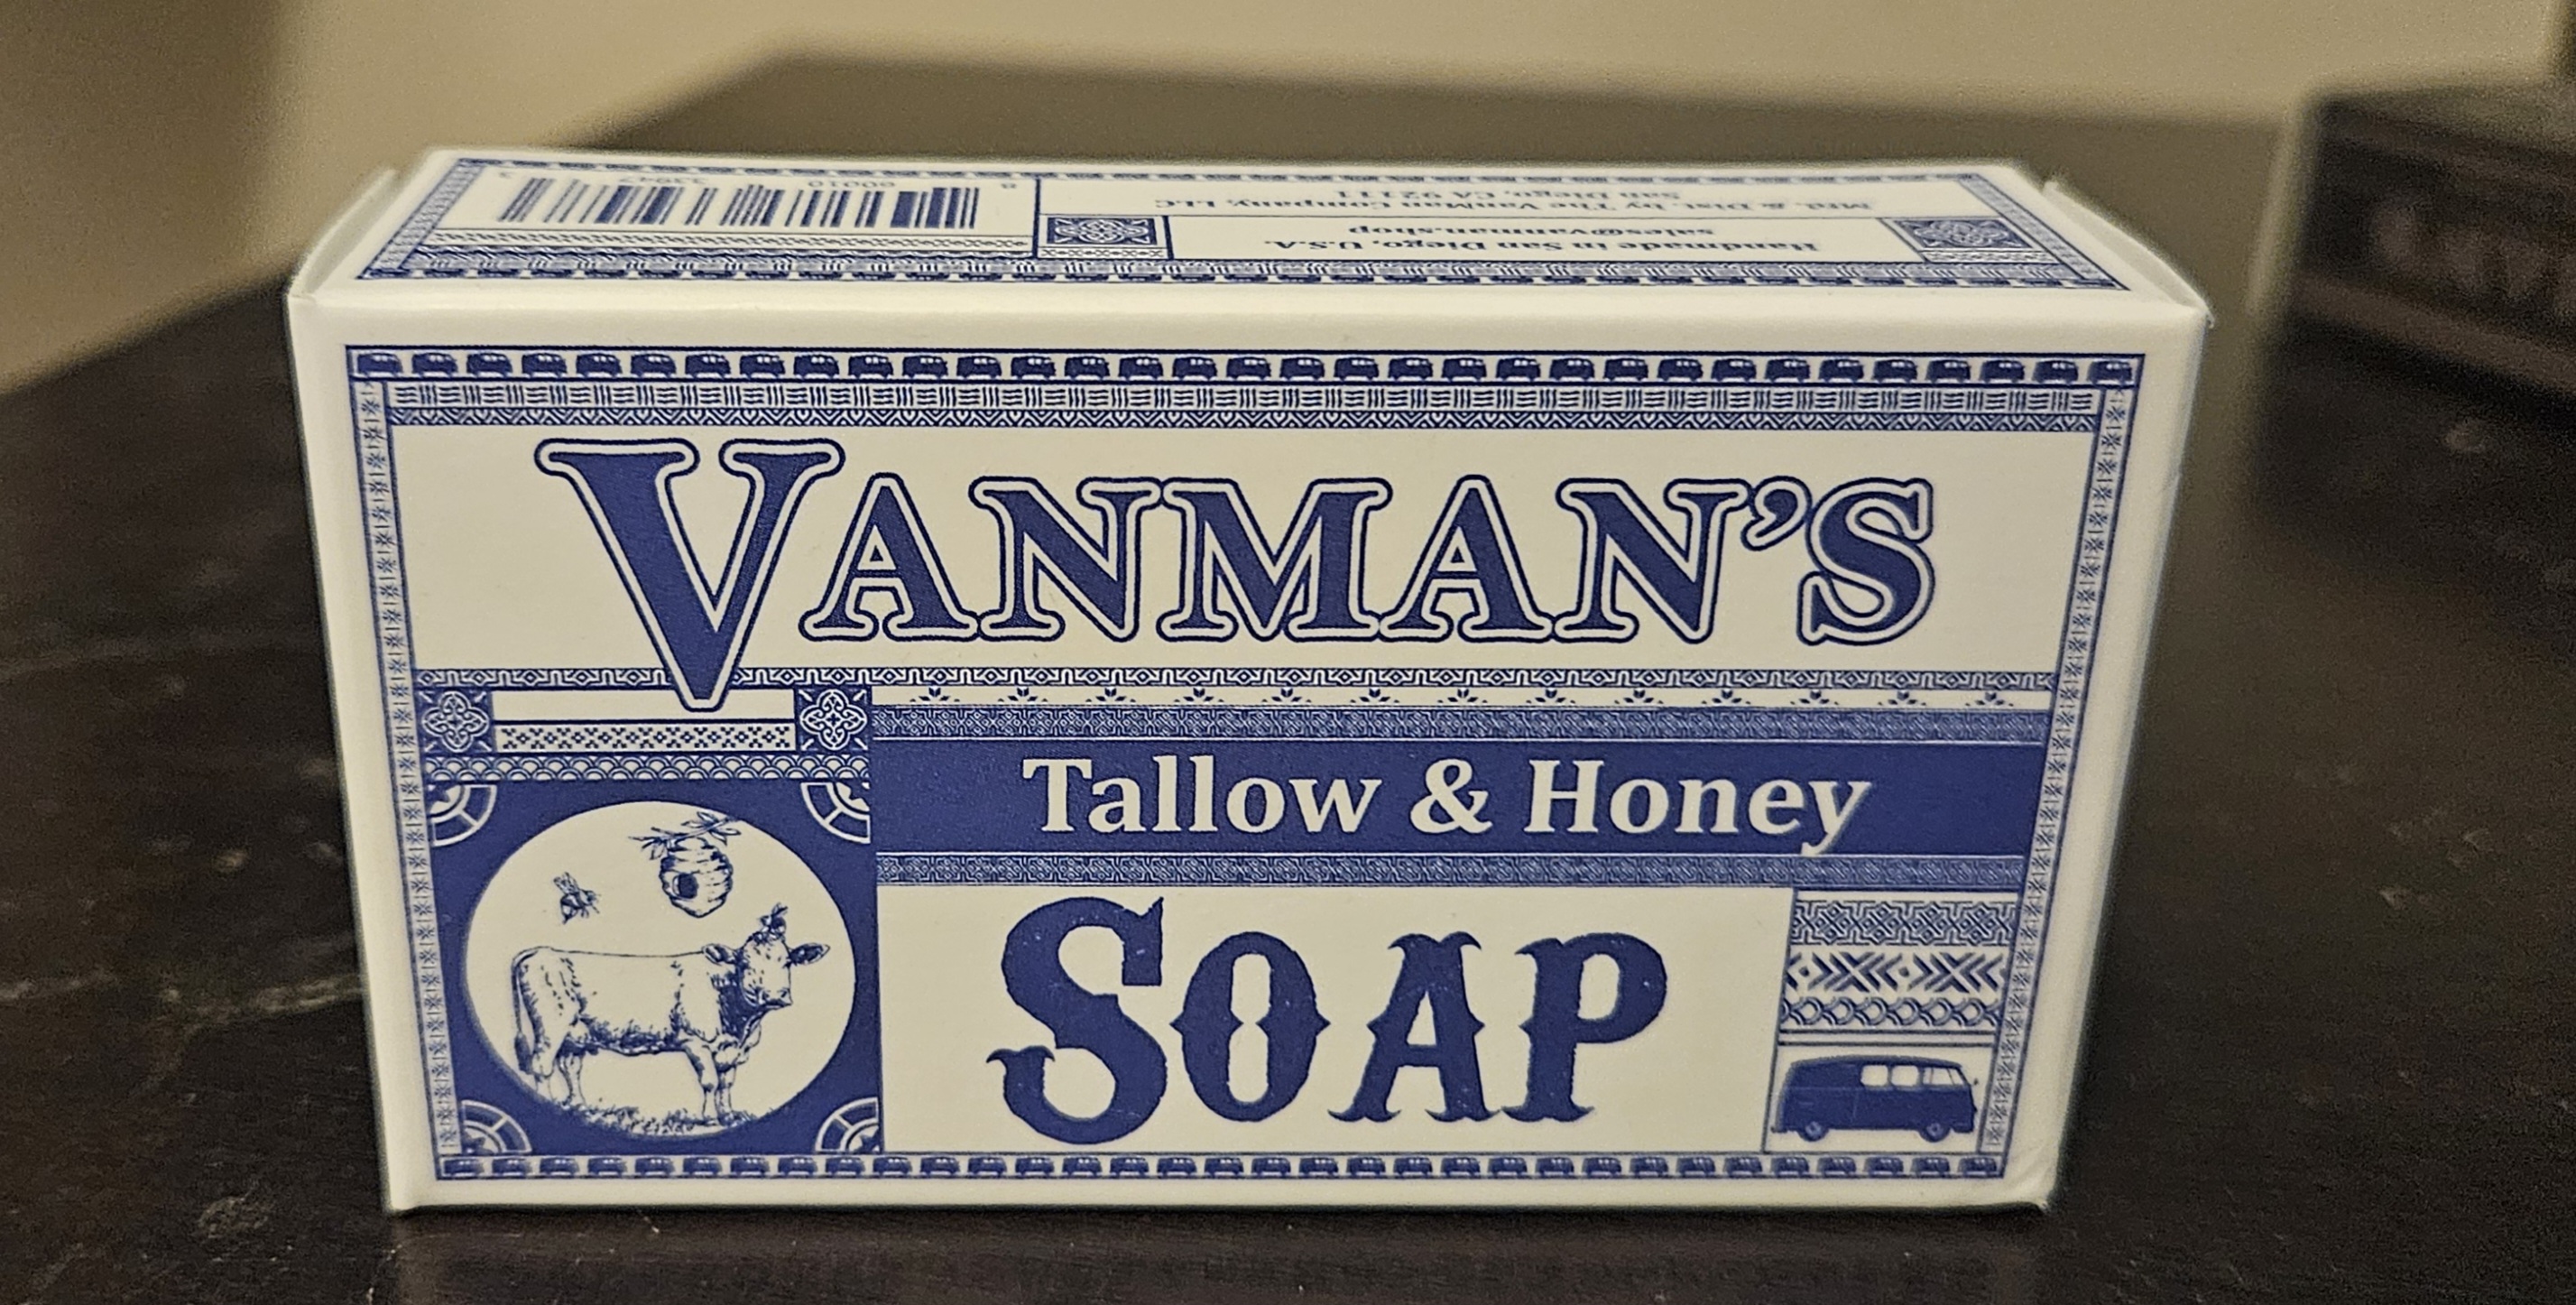 VANMAN'S
Tallow & Honey
SOAP
Handmade in San Diego, U.S.A.
sales@vanman.shop
Mfd. & Dist. by The VanMan Company, LLC
San Diego, CA 92111